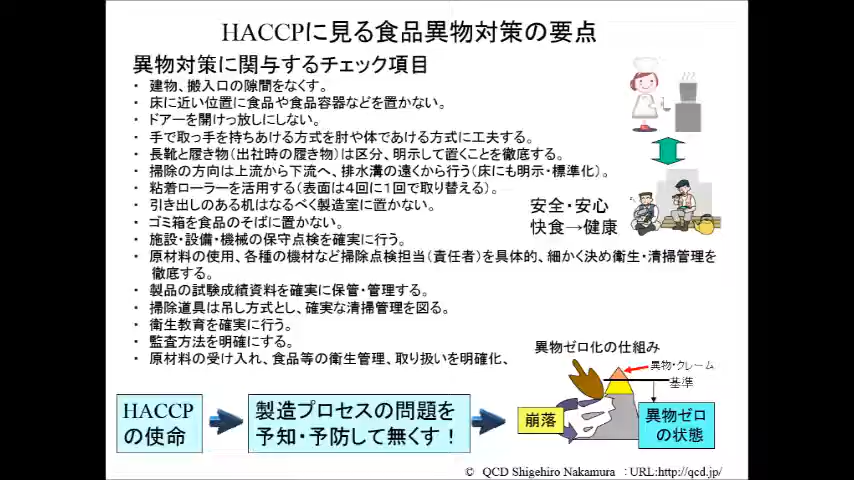 HACCPに見る食品異物対策の要点
異物対策に関与するチェック項目
・ 建物、搬入口の隙間をなくす。
・ 床に近い位置に食品や食品容器などを置かない。
・ ドアーを開けっ放しにしない。
・ 手で取っ手を持ちあける方式を肘や体であける方式に工夫する。
・ 長靴と履き物（出社時の履き物）は区分、明示して置くことを徹底する。
・ 掃除の方向は上流から下流へ、排水溝の遠くから行う（床にも明示・標準化）。
・ 粘着ローラーを活用する（表面は４回に１回で取り替える）。
・ 引き出しのある机はなるべく製造室に置かない。
・ ゴミ箱を食品のそばに置かない。
・ 施設・設備・機械の保守点検を確実に行う。
・ 原材料の使用、各種の機材など掃除点検担当（責任者）を具体的、細かく決め衛生・清掃管理を
徹底する。
・ 製品の試験成績資料を確実に保管・管理する。
・ 掃除道具は吊し方式とし、確実な清掃管理を図る。
・ 衛生教育を確実に行う。
・ 監査方法を明確にする。
・ 原材料の受け入れ、食品等の衛生管理、取り扱いを明確化、
安全・安心
快食→健康
異物ゼロ化の仕組み
異物・クレーム
基準
崩落
異物ゼロ
の状態
HACCP
の使命
製造プロセスの問題を
予知・予防して無くす！
© QCD Shigehiro Nakamura ：URL:http://qcd.jp/